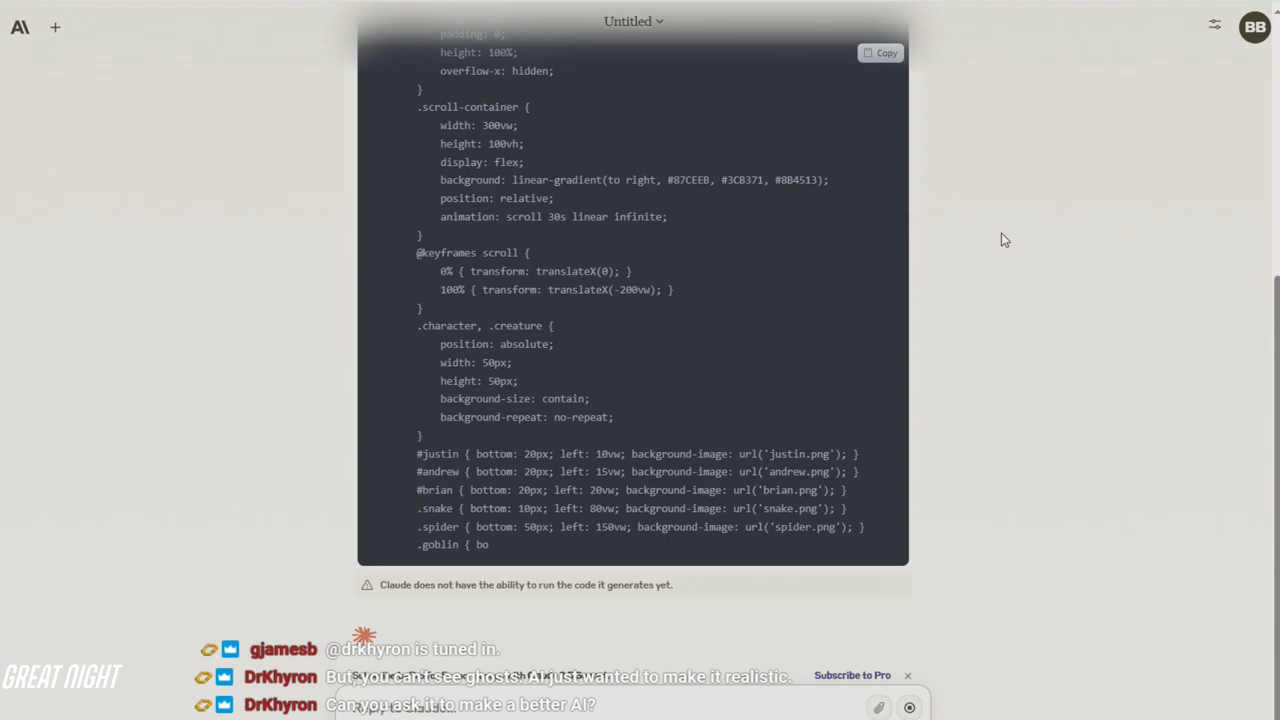 Untitled
BB
padding: 0;
Copy
height: 100%;
overflow-x: hidden;
}
.scroll-container {
width: 300vw;
height: 100vh;
display: flex;
background: linear-gradient(to right, #87CEEB, #3CB371, #8B4513);
position: relative;
animation: scroll 30s linear infinite;
}
@keyframes scroll {
0% { transform: translateX(0); }
100% { transform: translateX(-200vw); }
}
.character, .creature {
position: absolute;
width: 50px;
height: 50px;
background-size: contain;
background-repeat: no-repeat;
}
#justin { bottom: 20px; left: 10vw; background-image: url('justin.png'); }
#andrew { bottom: 20px; left: 15vw; background-image: url('andrew.png'); }
#brian { bottom: 20px; left: 20vw; background-image: url('brian.png'); }
.snake { bottom: 10px; left: 80vw; background-image: url('snake.png'); }
.spider { bottom: 50px; left: 150vw; background-image: url('spider.png'); }
.goblin { bo
Claude does not have the ability to run the code it generates yet.
gjamesb @drkhyron is tuned in.
GREAT NIGHT
DrKhyron But, you can see ghosts! AI just wanted to make it realistic.
Subscribe to Pro
DrKhyron Can you ask it to make a better AI?
Reply to Claude...